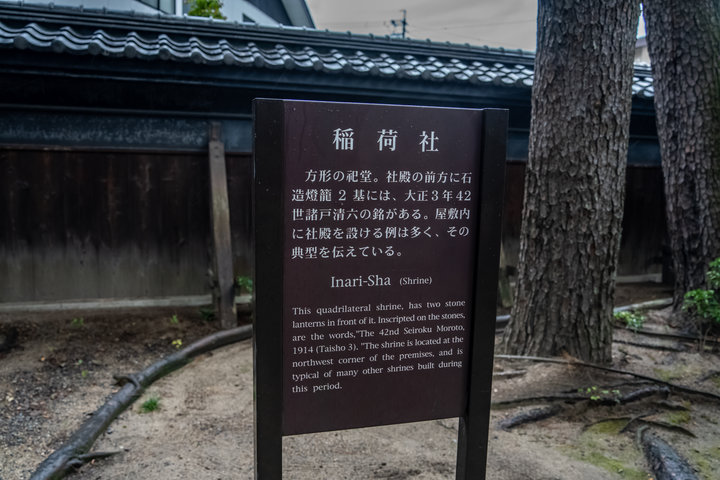 稲荷社
方形の祀堂。社殿の前方に石
造燈籠2基には、大正3年42
世諸戸清六の銘がある。屋敷内
に社殿を設ける例は多く、その
典型を伝えている。
Inari-Sha (Shrine)
This quadrilateral shrine, has two stone
lanterns in front of it. Inscripted on the stones,
are the words,"The 42nd Seiroku Moroto,
1914 (Taisho 3). "The shrine is located at the
northwest corner of the premises, and is
typical of many other shrines built during
this period.